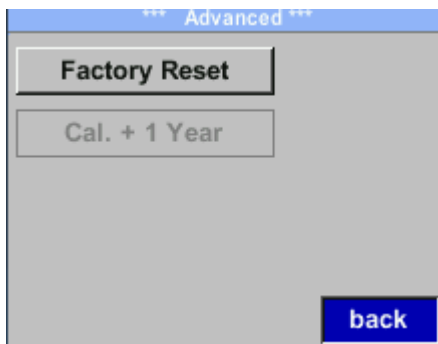 *** Advanced ***
Factory Reset
Cal. + 1 Year
back